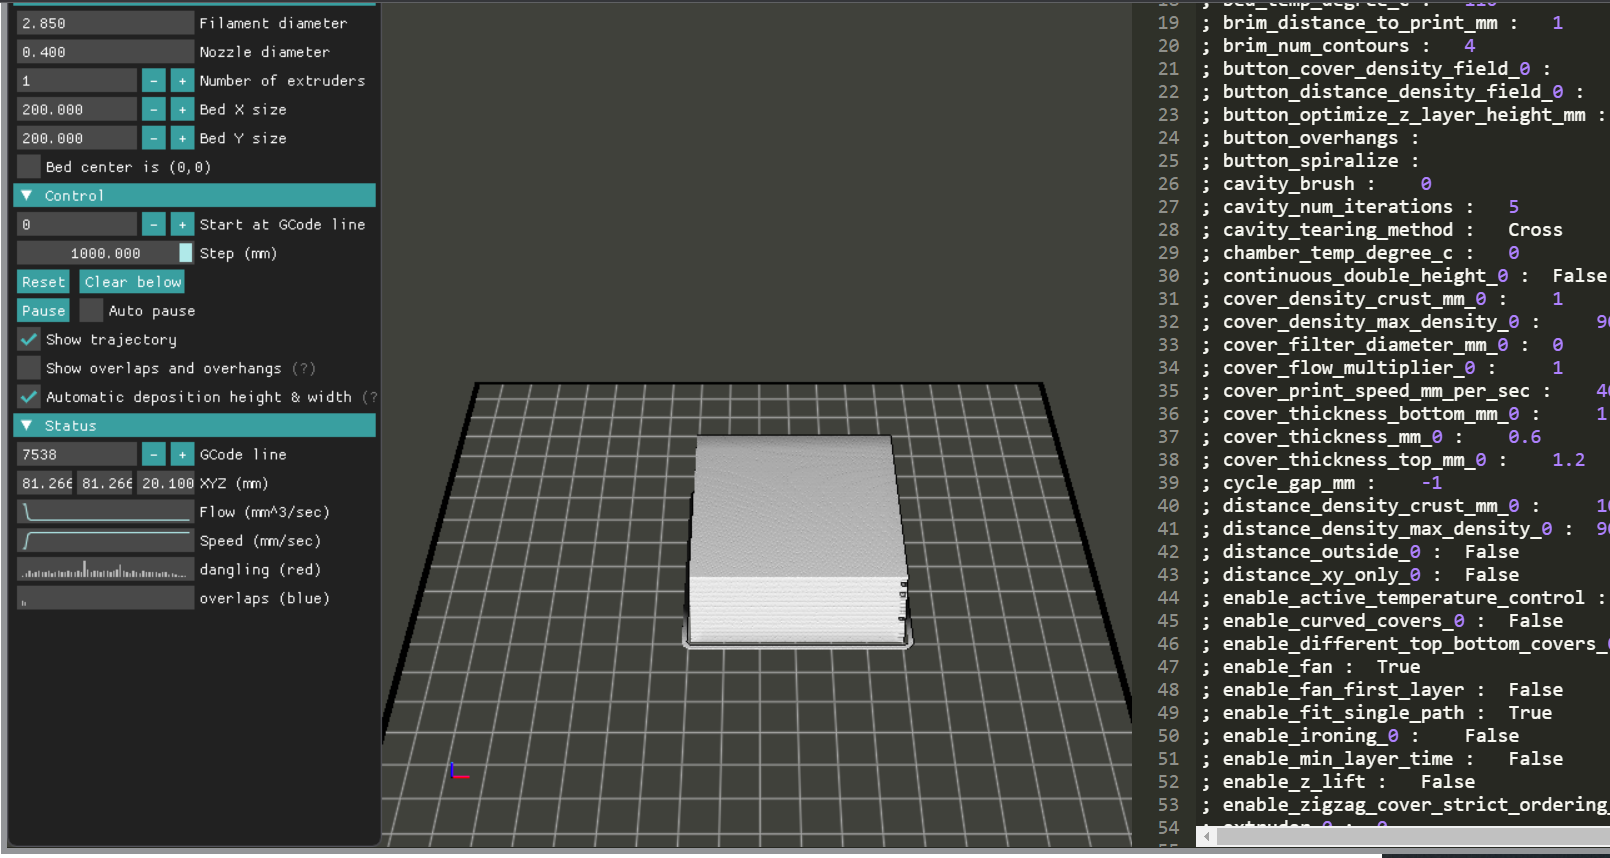 2.850 Filament diameter
0.400 Nozzle diameter
1 - + Number of extruders
200.000 - + Bed X size
200.000 - + Bed Y size
Bed center is (0,0)
Control
0 - + Start at GCode line
1000.000 Step (mm)
Reset Clear below
Pause Auto pause
Show trajectory
Show overlaps and overhangs (?)
Automatic deposition height & width (?
Status
7538 - + GCode line
81.266 81.266 20.100 XYZ (mm)
Flow (mm^3/sec)
Speed (mm/sec)
dangling (red)
overlaps (blue)
19 ; brim_distance_to_print_mm : 1
20 ; brim_num_contours : 4
21 ; button_cover_density_field_0 :
22 ; button_distance_density_field_0 :
23 ; button_optimize_z_layer_height_mm :
24 ; button_overhangs :
25 ; button_spiralize :
26 ; cavity_brush : 0
27 ; cavity_num_iterations : 5
28 ; cavity_tearing_method : Cross
29 ; chamber_temp_degree_c : 0
30 ; continuous_double_height_0 : False
31 ; cover_density_crust_mm_0 : 1
32 ; cover_density_max_density_0 : 9
33 ; cover_filter_diameter_mm_0 : 0
34 ; cover_flow_multiplier_0 : 1
35 ; cover_print_speed_mm_per_sec : 4
36 ; cover_thickness_bottom_mm_0 : 1
37 ; cover_thickness_mm_0 : 0.6
38 ; cover_thickness_top_mm_0 : 1.2
39 ; cycle_gap_mm : -1
40 ; distance_density_crust_mm_0 : 1
41 ; distance_density_max_density_0 : 9
42 ; distance_outside_0 : False
43 ; distance_xy_only_0 : False
44 ; enable_active_temperature_control :
45 ; enable_curved_covers_0 : False
46 ; enable_different_top_bottom_covers_
47 ; enable_fan : True
48 ; enable_fan_first_layer : False
49 ; enable_fit_single_path : True
50 ; enable_ironing_0 : False
51 ; enable_min_layer_time : False
52 ; enable_z_lift : False
53 ; enable_zigzag_cover_strict_ordering_
54